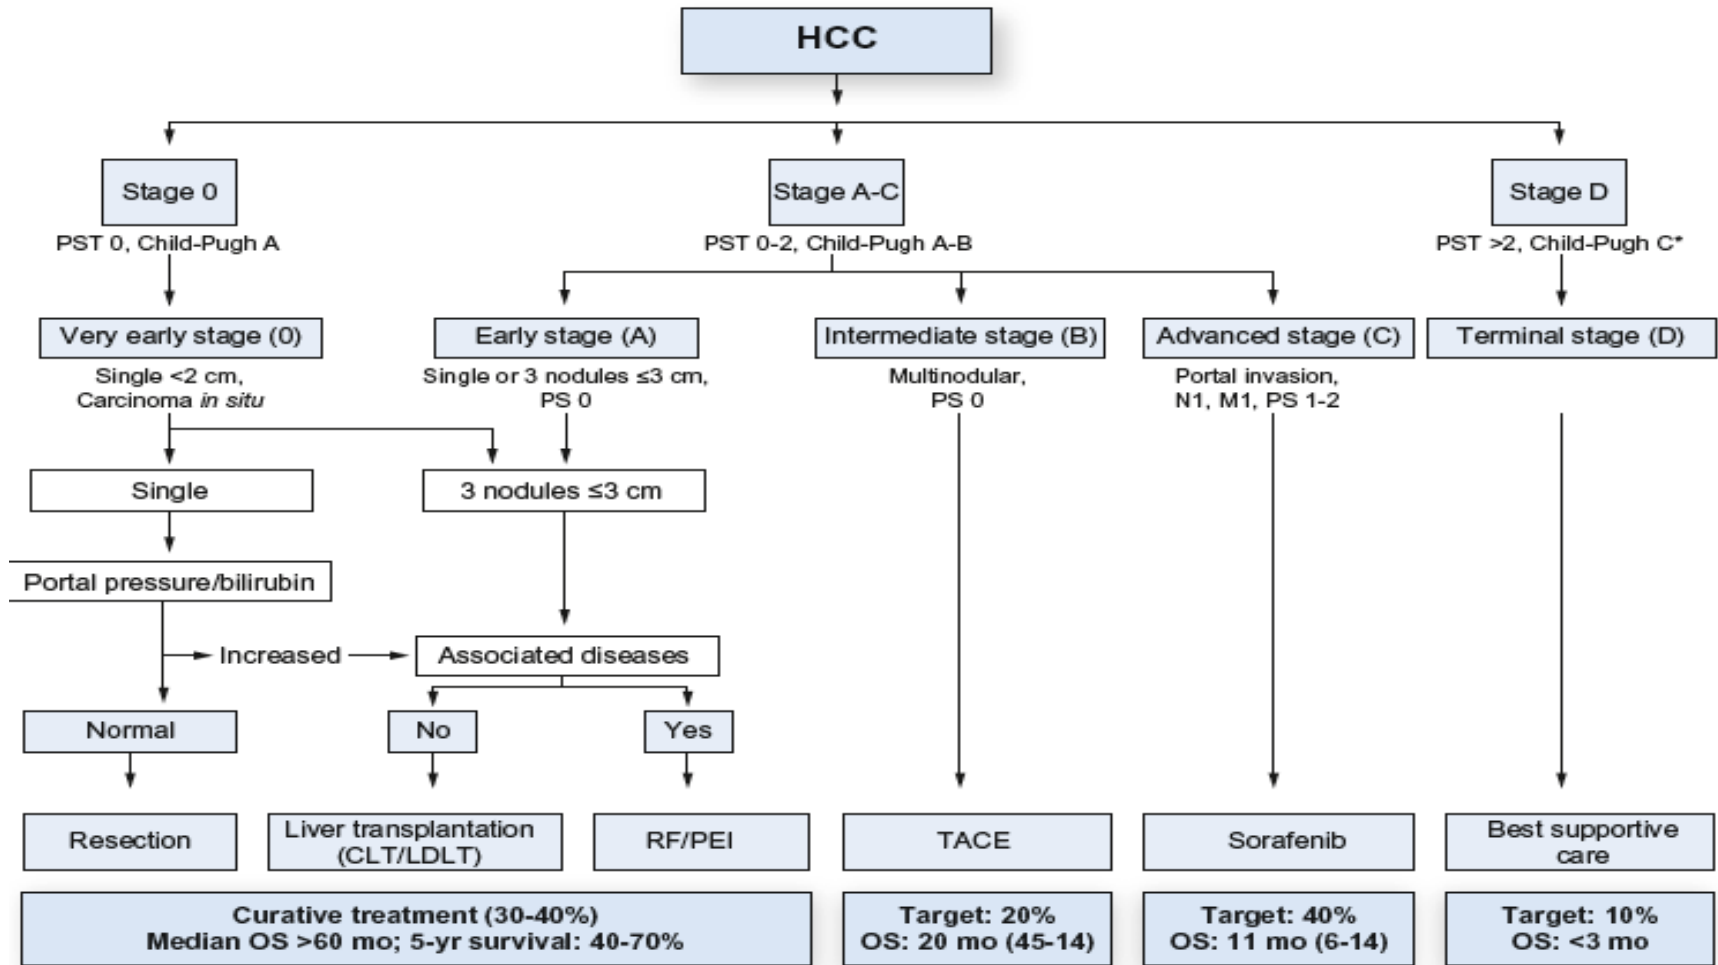 HCC
Stage 0
Stage A-C
Stage D
PST 0, Child-Pugh A
PST 0-2, Child-Pugh A-B
PST >2, Child-Pugh C*
Very early stage (0)
Early stage (A)
Intermediate stage (B)
Advanced stage (C)
Terminal stage (D)
Single <2 cm,
Carcinoma in situ
Single or 3 nodules ≤3 cm,
PS 0
Multinodular,
PS 0
Portal invasion,
N1, M1, PS 1-2
Single
3 nodules ≤3 cm
Portal pressure/bilirubin
Increased
Associated diseases
Normal
No
Yes
Resection
Liver transplantation
(CLT/LDLT)
RF/PEI
TACE
Sorafenib
Best supportive
care
Curative treatment (30-40%)
Median OS >60 mo; 5-yr survival: 40-70%
Target: 20%
OS: 20 mo (45-14)
Target: 40%
OS: 11 mo (6-14)
Target: 10%
OS: <3 mo